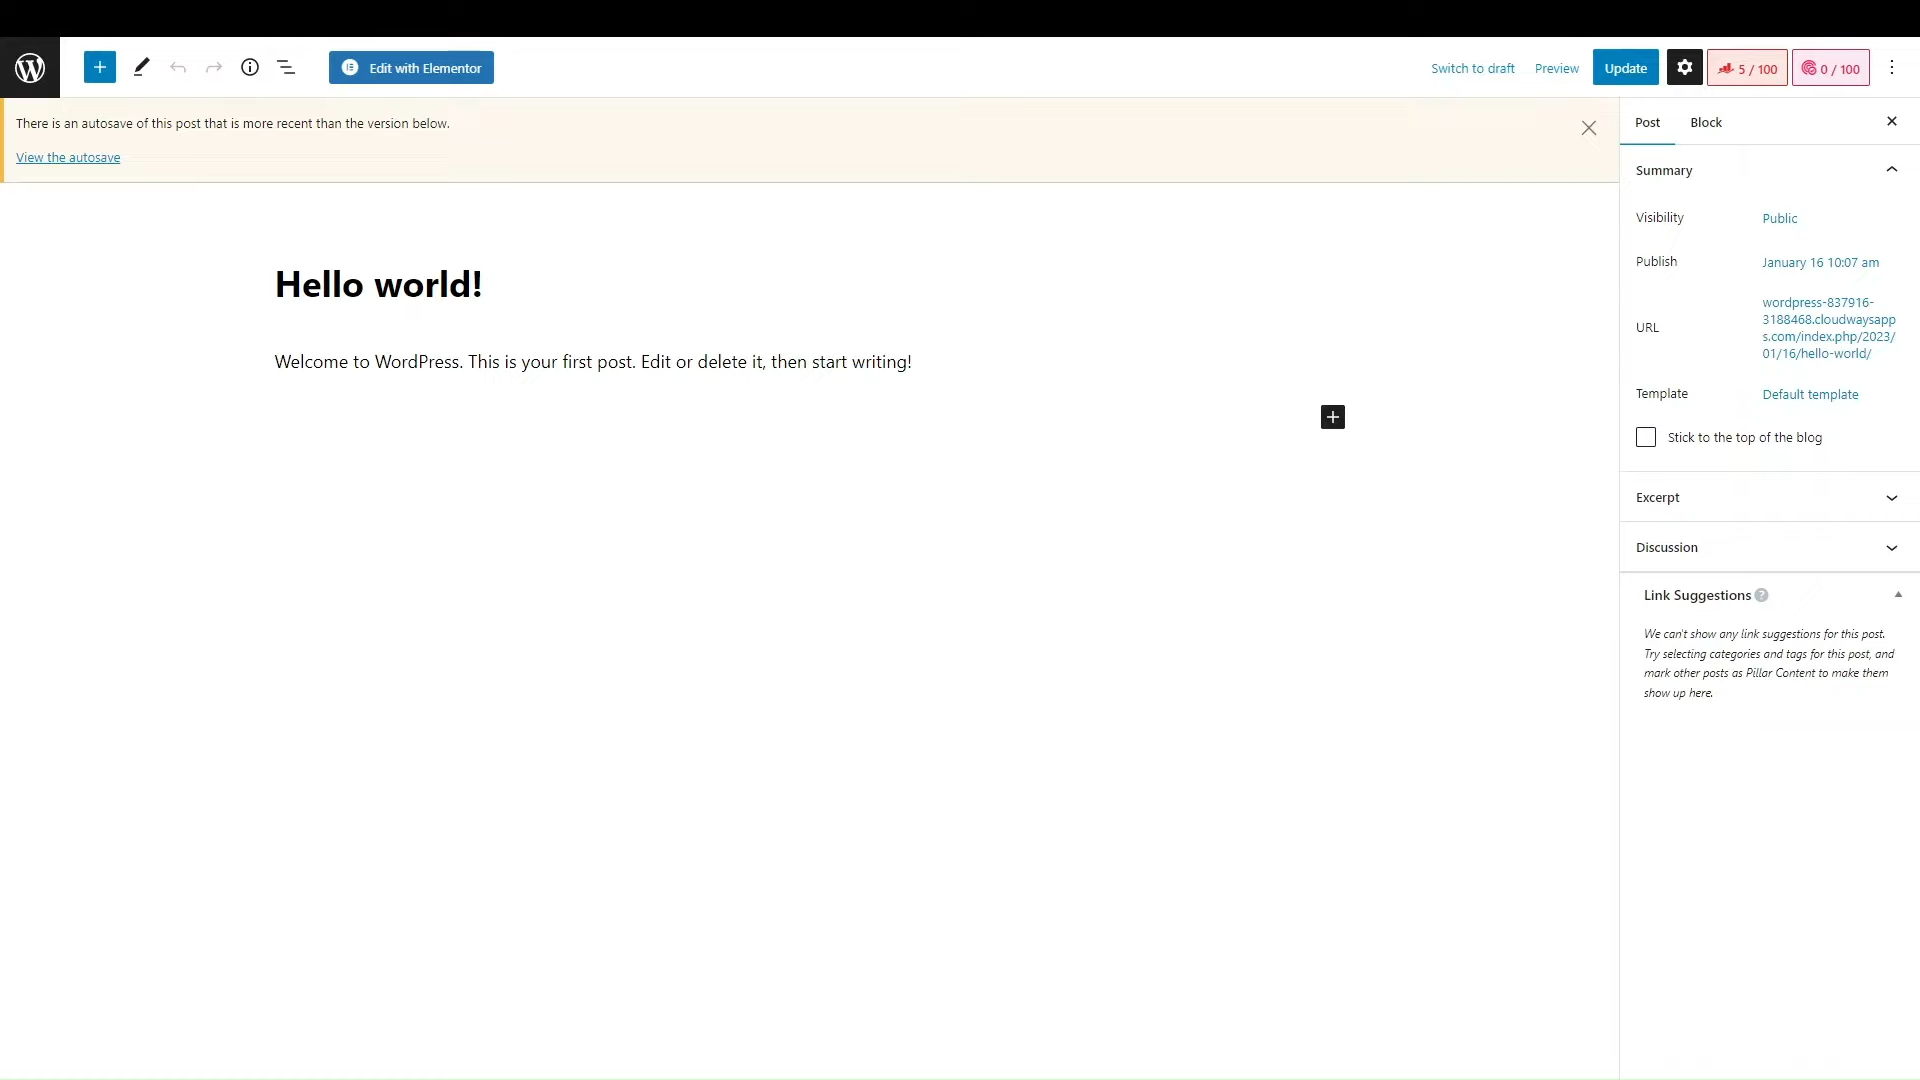 Edit with Elementor
Switch to draft
Preview
Update
5 / 100
0 / 100
There is an autosave of this post that is more recent than the version below.
View the autosave
Hello world!
Welcome to WordPress. This is your first post. Edit or delete it, then start writing!
Post
Block
Summary
Visibility
Public
Publish
January 16 10:07 am
URL
wordpress-837916-
3188468.cloudwaysapp
s.com/index.php/2023/
01/16/hello-world/
Template
Default template
Stick to the top of the blog
Excerpt
Discussion
Link Suggestions
We can't show any link suggestions for this post.
Try selecting categories and tags for this post, and
mark other posts as Pillar Content to make them
show up here.